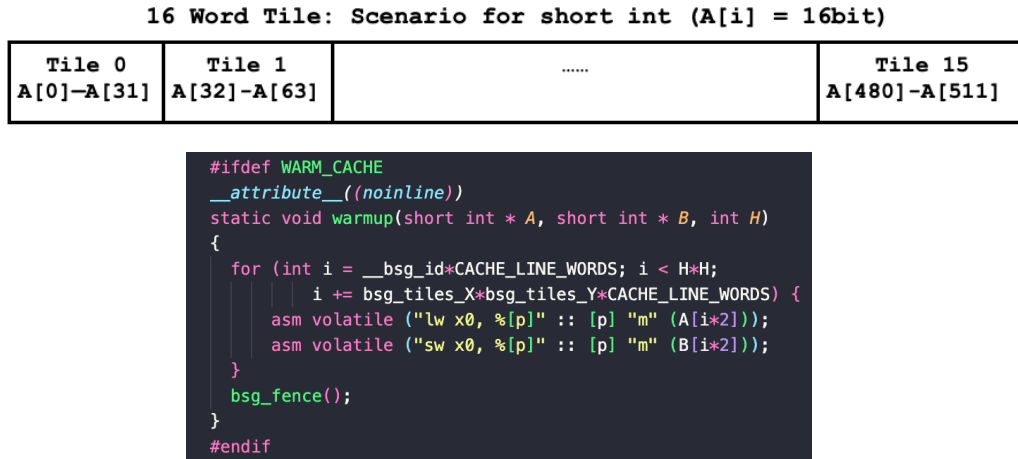 16 Word Tile: Scenario for short int (A[i] = 16bit)
Tile 0
A[0]—A[31]
Tile 1
A[32]-A[63]
……
Tile 15
A[480]-A[511]
#ifdef WARM_CACHE
__attribute__((noinline))
static void warmup(short int * A, short int * B, int H)
{
for (int i = __bsg_id*CACHE_LINE_WORDS; i < H*H;
i += bsg_tiles_X*bsg_tiles_Y*CACHE_LINE_WORDS) {
asm volatile ("lw x0, %[p]" :: [p] "m" (A[i*2]));
asm volatile ("sw x0, %[p]" :: [p] "m" (B[i*2]));
}
bsg_fence();
}
#endif